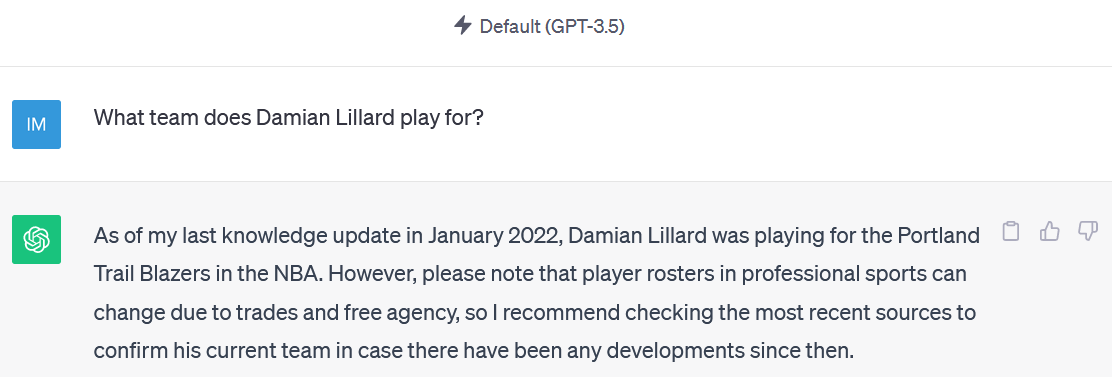 Default (GPT-3.5)
IM
What team does Damian Lillard play for?
As of my last knowledge update in January 2022, Damian Lillard was playing for the Portland
Trail Blazers in the NBA. However, please note that player rosters in professional sports can
change due to trades and free agency, so I recommend checking the most recent sources to
confirm his current team in case there have been any developments since then.